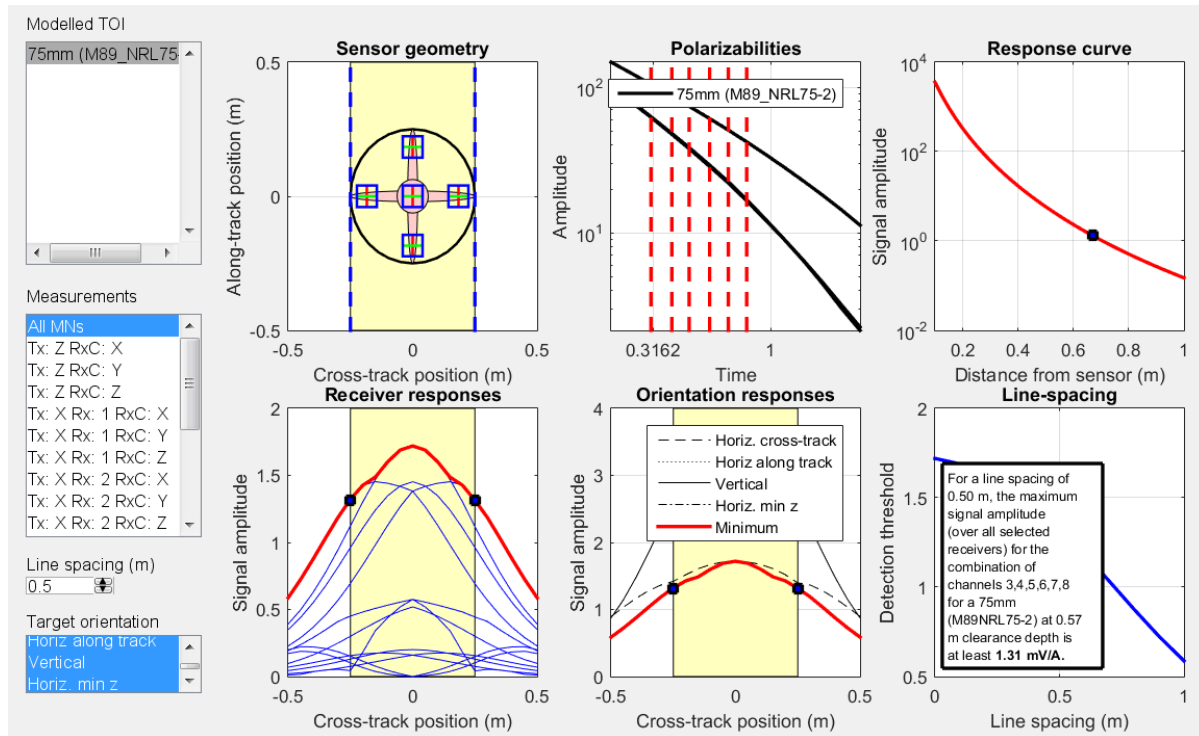 Modelled TOI
75mm (M89_NRL75-
Measurements
All MNs
Tx: Z RxC: X
Tx: Z RxC: Y
Tx: Z RxC: Z
Tx: X Rx: 1 RxC: X
Tx: X Rx: 1 RxC: Y
Tx: X Rx: 1 RxC: Z
Tx: X Rx: 2 RxC: X
Tx: X Rx: 2 RxC: Y
Tx: X Rx: 2 RxC: Z
Line spacing (m)
0.5
Target orientation
Horiz along track
Vertical
Horiz. min z
Sensor geometry
Along-track position (m)
0.5
0
-0.5
-0.5 0 0.5
Cross-track position (m)
Polarizabilities
75mm (M89_NRL75-2)
Amplitude
10^2
10^1
0.3162 1
Time
Response curve
Signal amplitude
10^4
10^2
10^0
10^-2
0.2 0.4 0.6 0.8 1
Distance from sensor (m)
Receiver responses
Signal amplitude
2
1.5
1
0.5
0
-0.5 0 0.5
Cross-track position (m)
Orientation responses
Horiz. cross-track
Horiz along track
Vertical
Horiz. min z
Minimum
Signal amplitude
4
3
2
1
0
-0.5 0 0.5
Cross-track position (m)
Line-spacing
Detection threshold
2
1.5
1
0.5
For a line spacing of
0.50 m, the maximum
signal amplitude
(over all selected
receivers) for the
combination of
channels 3,4,5,6,7,8
for a 75mm
(M89NRL75-2) at 0.57
m clearance depth is
at least 1.31 mV/A.
0 0.5 1
Line spacing (m)